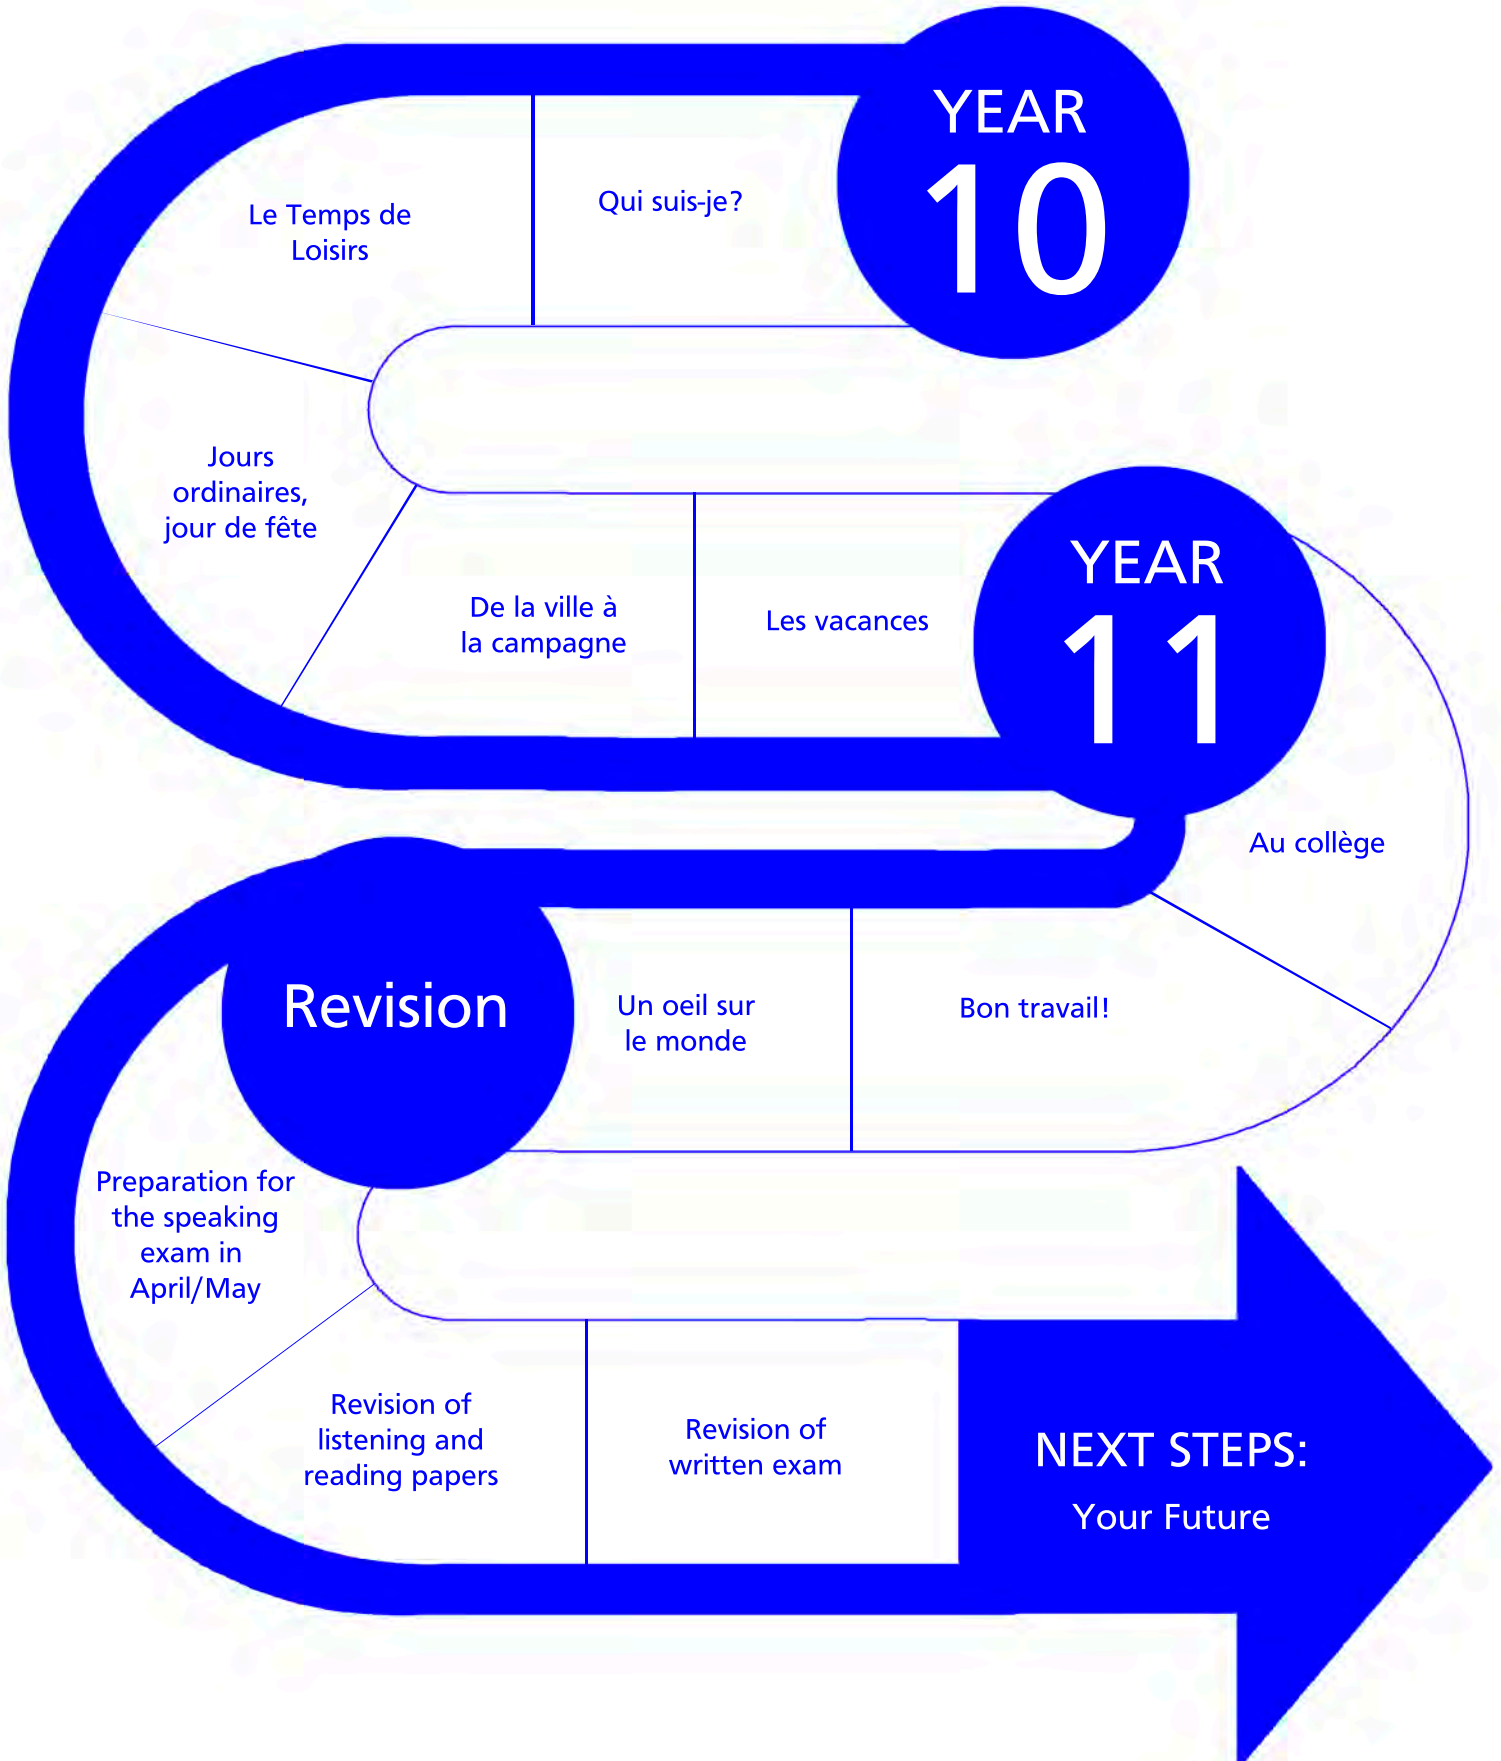 YEAR
10
Qui suis-je?
Le Temps de
Loisirs
Jours
ordinaires,
jour de fête
De la ville à
la campagne
Les vacances
YEAR
11
Au collège
Bon travail!
Un oeil sur
le monde
Revision
Preparation for
the speaking
exam in
April/May
Revision of
listening and
reading papers
Revision of
written exam
NEXT STEPS:
Your Future